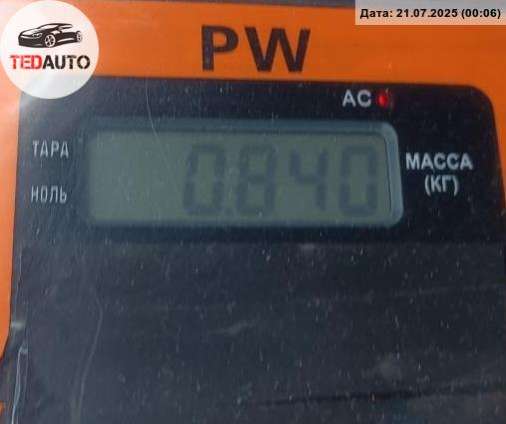 Дата: 21.07.2025 (00:06)
TEDAUTO
PW
AC
ТАРА
НОЛЬ
0.840
МАССА
(КГ)